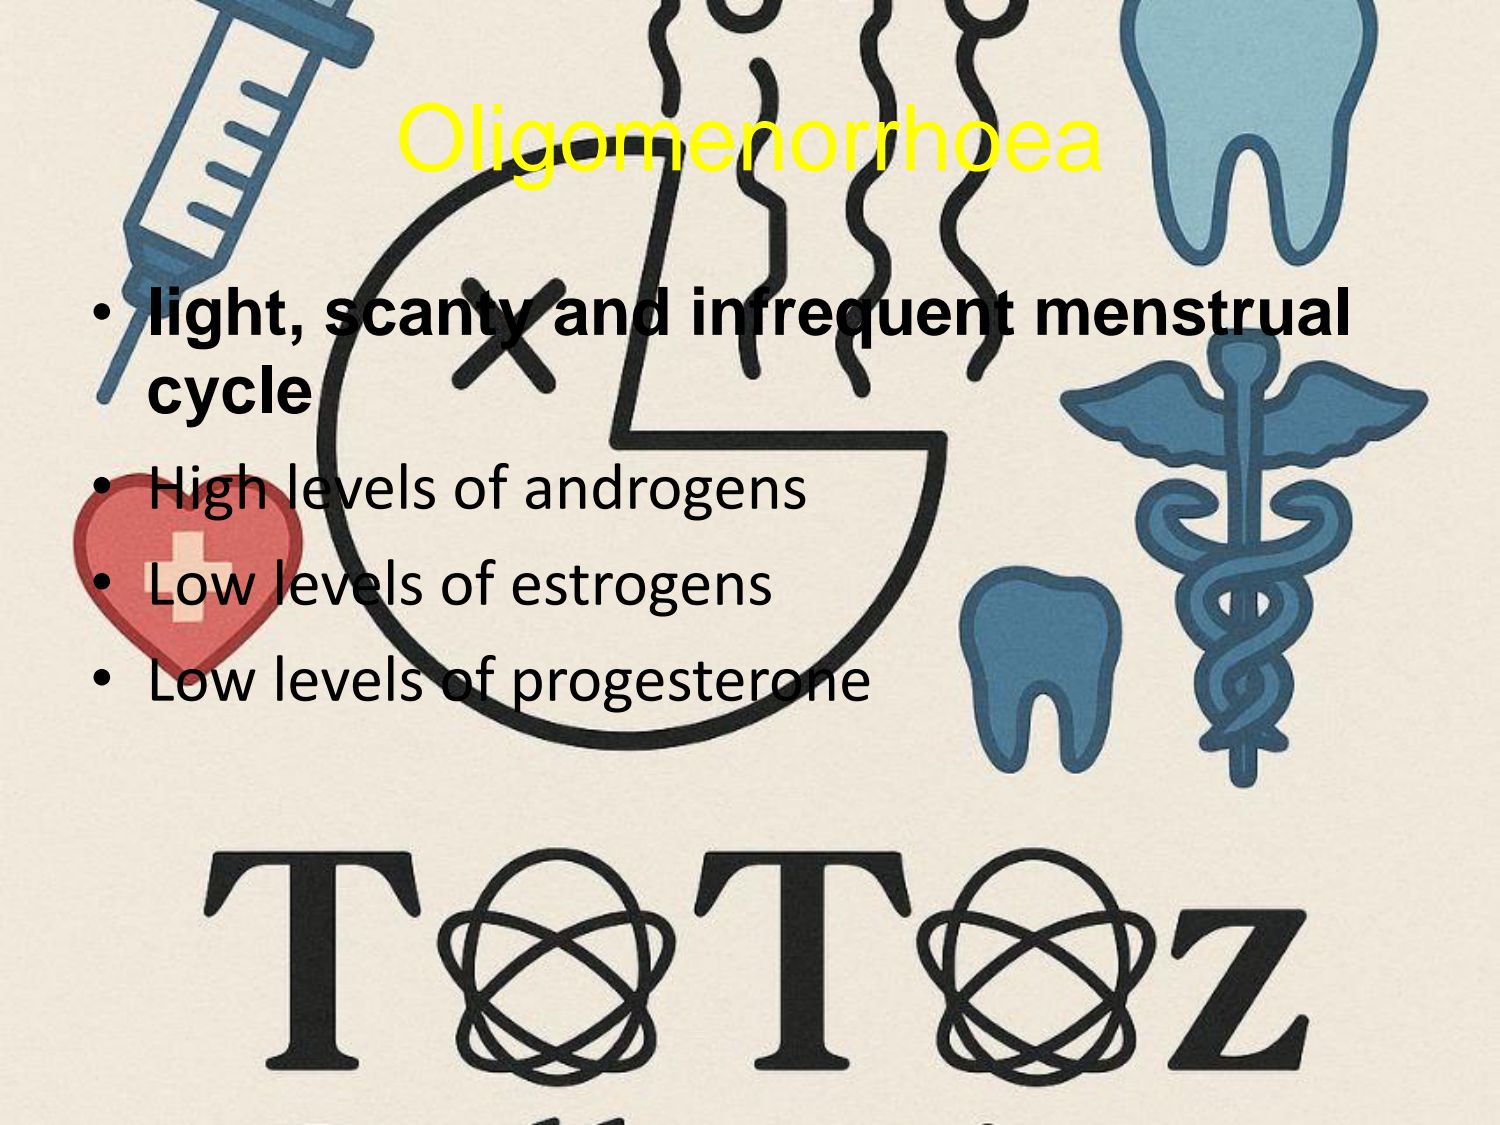 Oligomenorrhoea
• light, scanty and infrequent menstrual
cycle
• High levels of androgens
• Low levels of estrogens
• Low levels of progesterone
TOTOZ